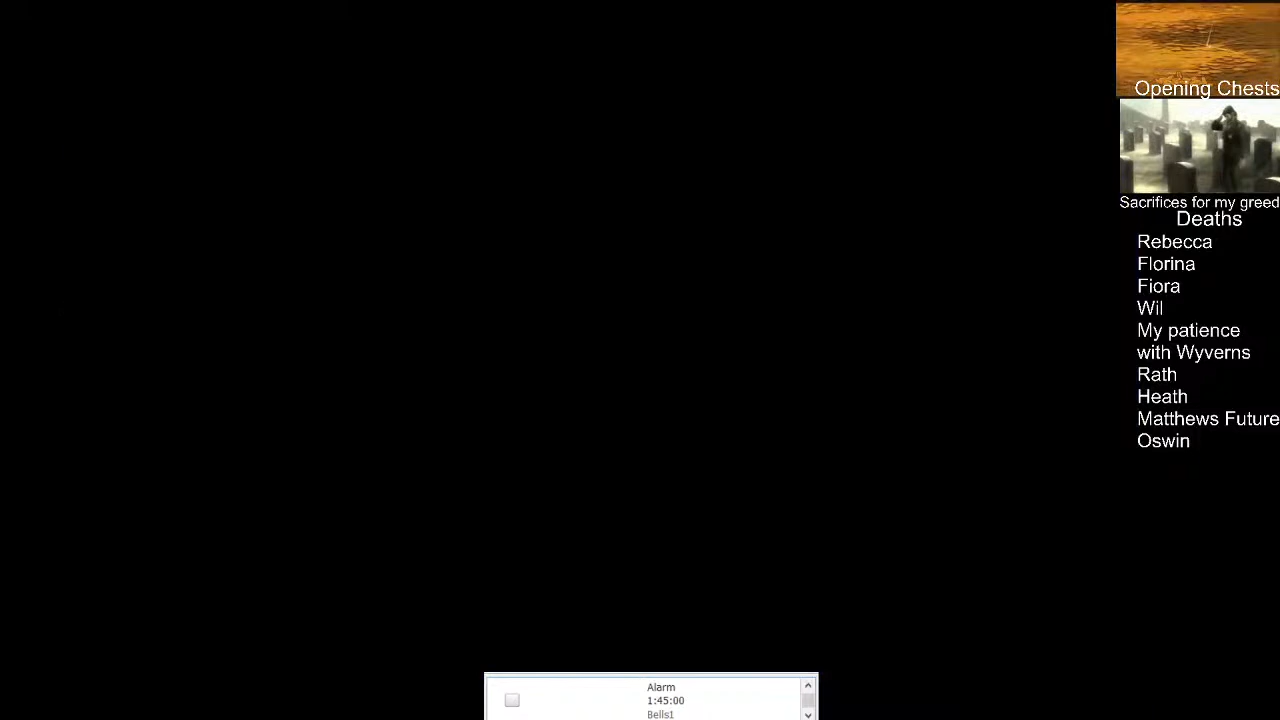 Opening Chests
Sacrifices for my greed
Deaths
Rebecca
Florina
Fiora
Wil
My patience
with Wyverns
Rath
Heath
Matthews Future
Oswin
Alarm
1:45:00
Bells1